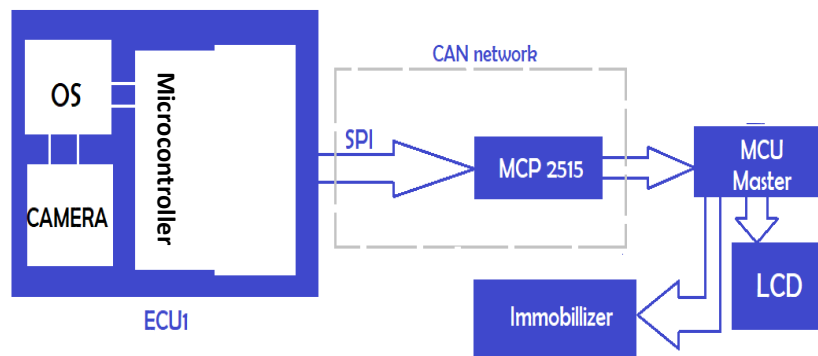 CAN network
OS
Microcontroller
SPI
MCP 2515
MCU
Master
CAMERA
LCD
Immobillizer
ECU1